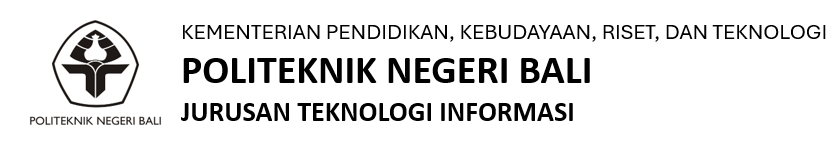 KEMENTERIAN PENDIDIKAN, KEBUDAYAAN, RISET, DAN TEKNOLOGI
POLITEKNIK NEGERI BALI
JURUSAN TEKNOLOGI INFORMASI
POLITEKNIK NEGERI BALI